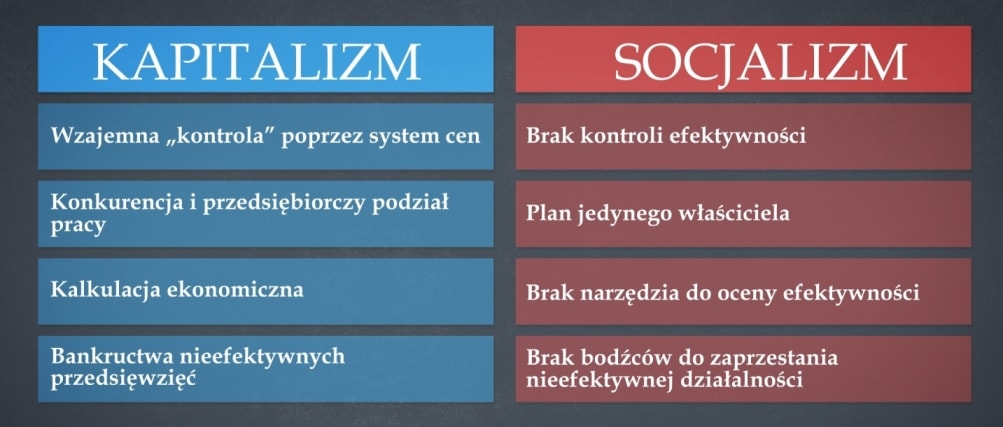 KAPITALIZM
SOCJALIZM
Wzajemna „kontrola” poprzez system cen
Brak kontroli efektywności
Konkurencja i przedsiębiorczy podział
pracy
Plan jedynego właściciela
Kalkulacja ekonomiczna
Brak narzędzia do oceny efektywności
Bankructwa nieefektywnych
przedsięwzięć
Brak bodźców do zaprzestania
nieefektywnej działalności